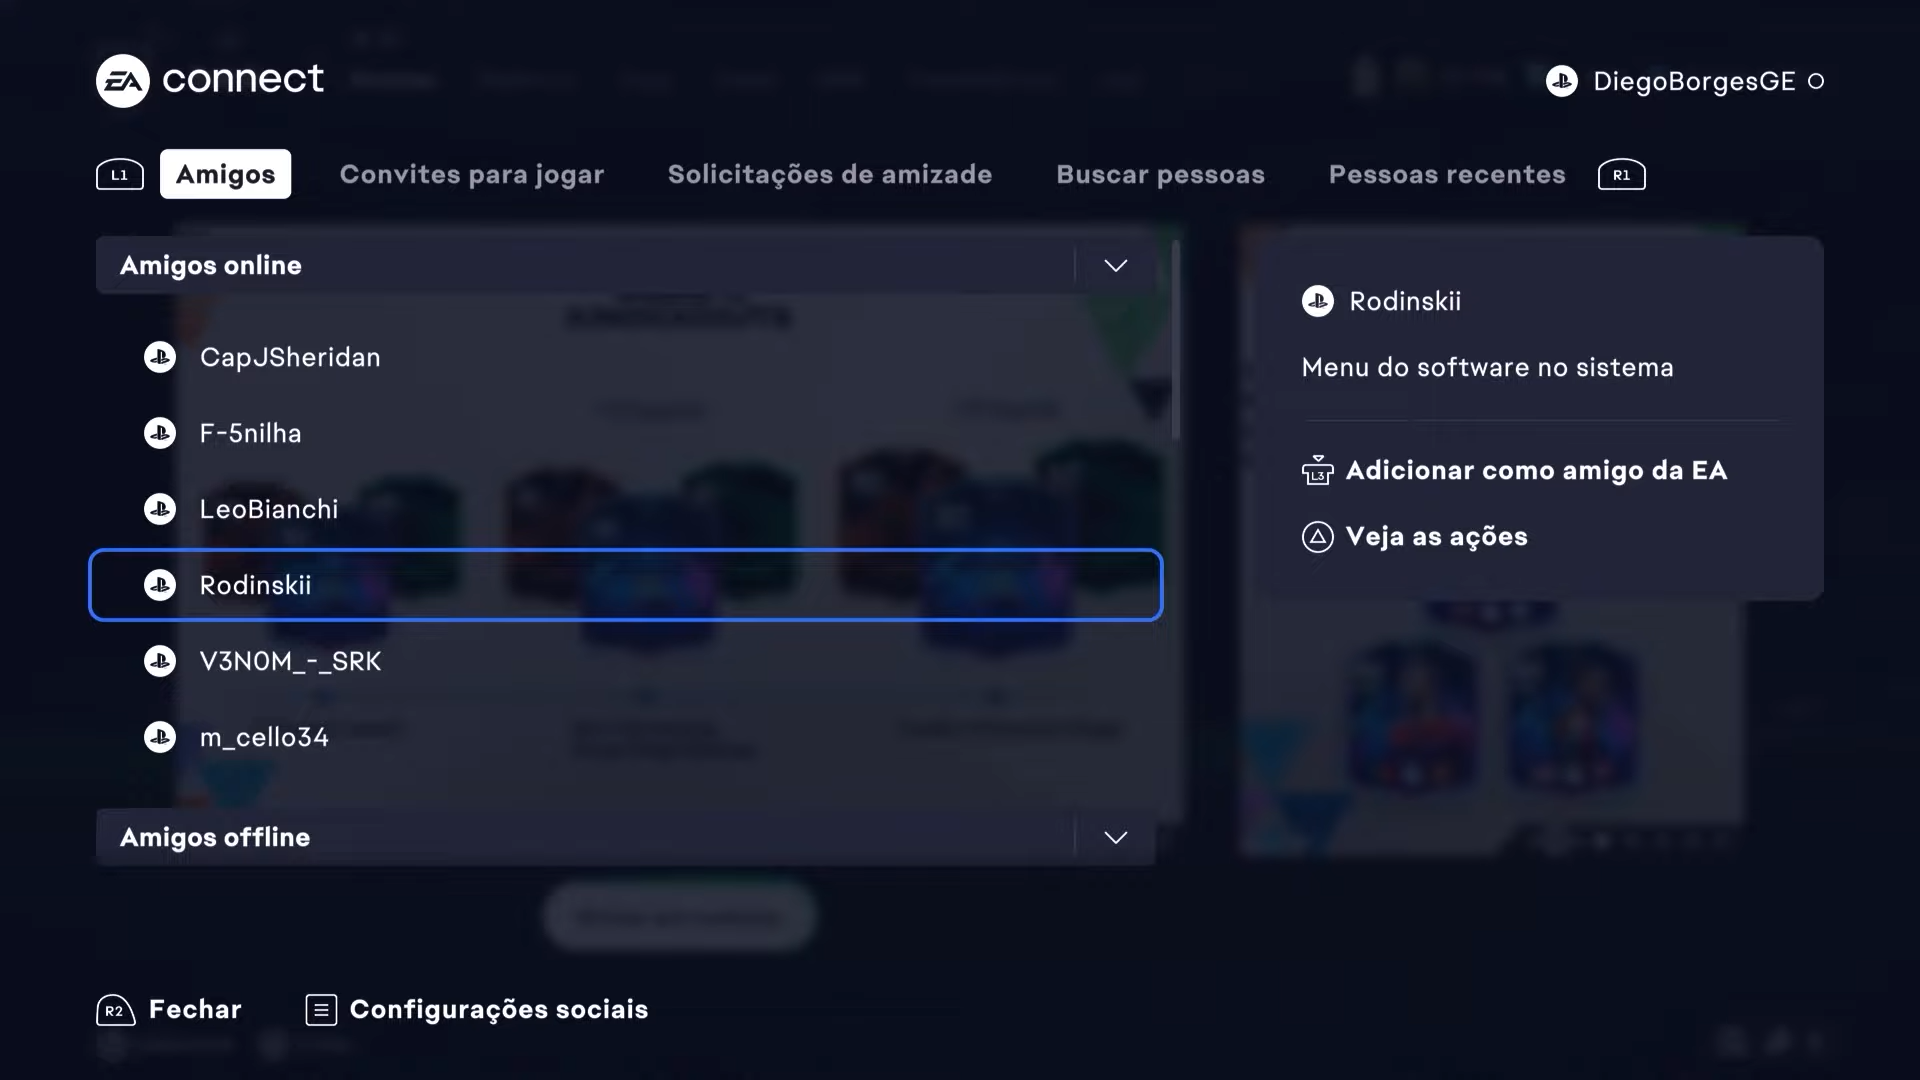 EA connect
DiegoBorgesGE
L1 Amigos Convites para jogar Solicitações de amizade Buscar pessoas Pessoas recentes R1
Amigos online
CapJSheridan
F-5nilha
LeoBianchi
Rodinskii
V3N0M_-_SRK
m_cello34
Amigos offline
Rodinskii
Menu do software no sistema
L3 Adicionar como amigo da EA
Veja as ações
R2 Fechar
Configurações sociais